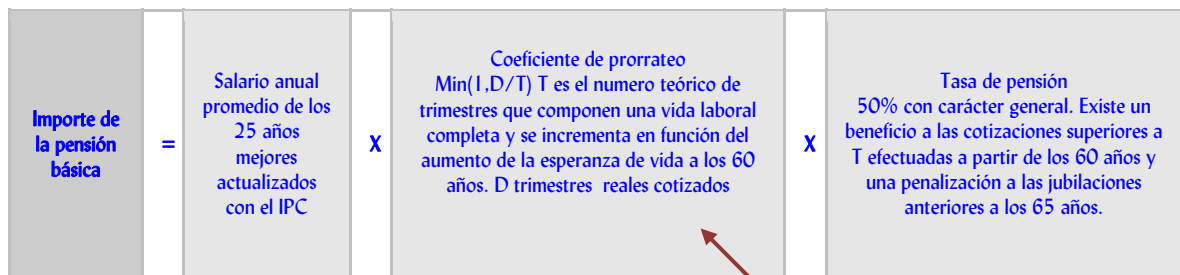 Importe de
la pensión
básica
=
Salario anual
promedio de los
25 años
mejores
actualizados
con el IPC
X
Coeficiente de prorrateo
Min(1,D/T) T es el numero teórico de
trimestres que componen una vida laboral
completa y se incrementa en función del
aumento de la esperanza de vida a los 60
años. D trimestres reales cotizados
X
Tasa de pensión
50% con carácter general. Existe un
beneficio a las cotizaciones superiores a
T efectuadas a partir de los 60 años y
una penalización a las jubilaciones
anteriores a los 65 años.